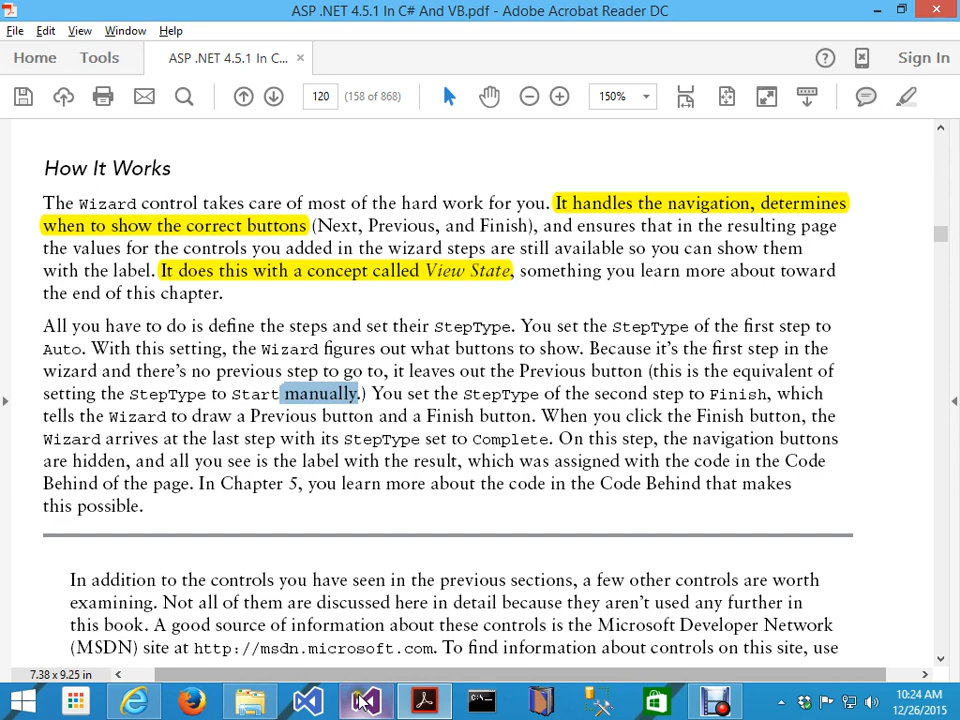 ASP .NET 4.5.1 In C# And VB.pdf - Adobe Acrobat Reader DC
File Edit View Window Help
Home Tools ASP .NET 4.5.1 In C... × Sign In
120 (158 of 868) 150%
How It Works
The Wizard control takes care of most of the hard work for you. It handles the navigation, determines
when to show the correct buttons (Next, Previous, and Finish), and ensures that in the resulting page
the values for the controls you added in the wizard steps are still available so you can show them
with the label. It does this with a concept called View State, something you learn more about toward
the end of this chapter.
All you have to do is define the steps and set their StepType. You set the StepType of the first step to
Auto. With this setting, the Wizard figures out what buttons to show. Because it's the first step in the
wizard and there's no previous step to go to, it leaves out the Previous button (this is the equivalent of
setting the StepType to Start manually.) You set the StepType of the second step to Finish, which
tells the Wizard to draw a Previous button and a Finish button. When you click the Finish button, the
Wizard arrives at the last step with its StepType set to Complete. On this step, the navigation buttons
are hidden, and all you see is the label with the result, which was assigned with the code in the Code
Behind of the page. In Chapter 5, you learn more about the code in the Code Behind that makes
this possible.
In addition to the controls you have seen in the previous sections, a few other controls are worth
examining. Not all of them are discussed here in detail because they aren't used any further in
this book. A good source of information about these controls is the Microsoft Developer Network
(MSDN) site at http://msdn.microsoft.com. To find information about controls on this site, use
7.38 x 9.25 in
10:24 AM
12/26/2015